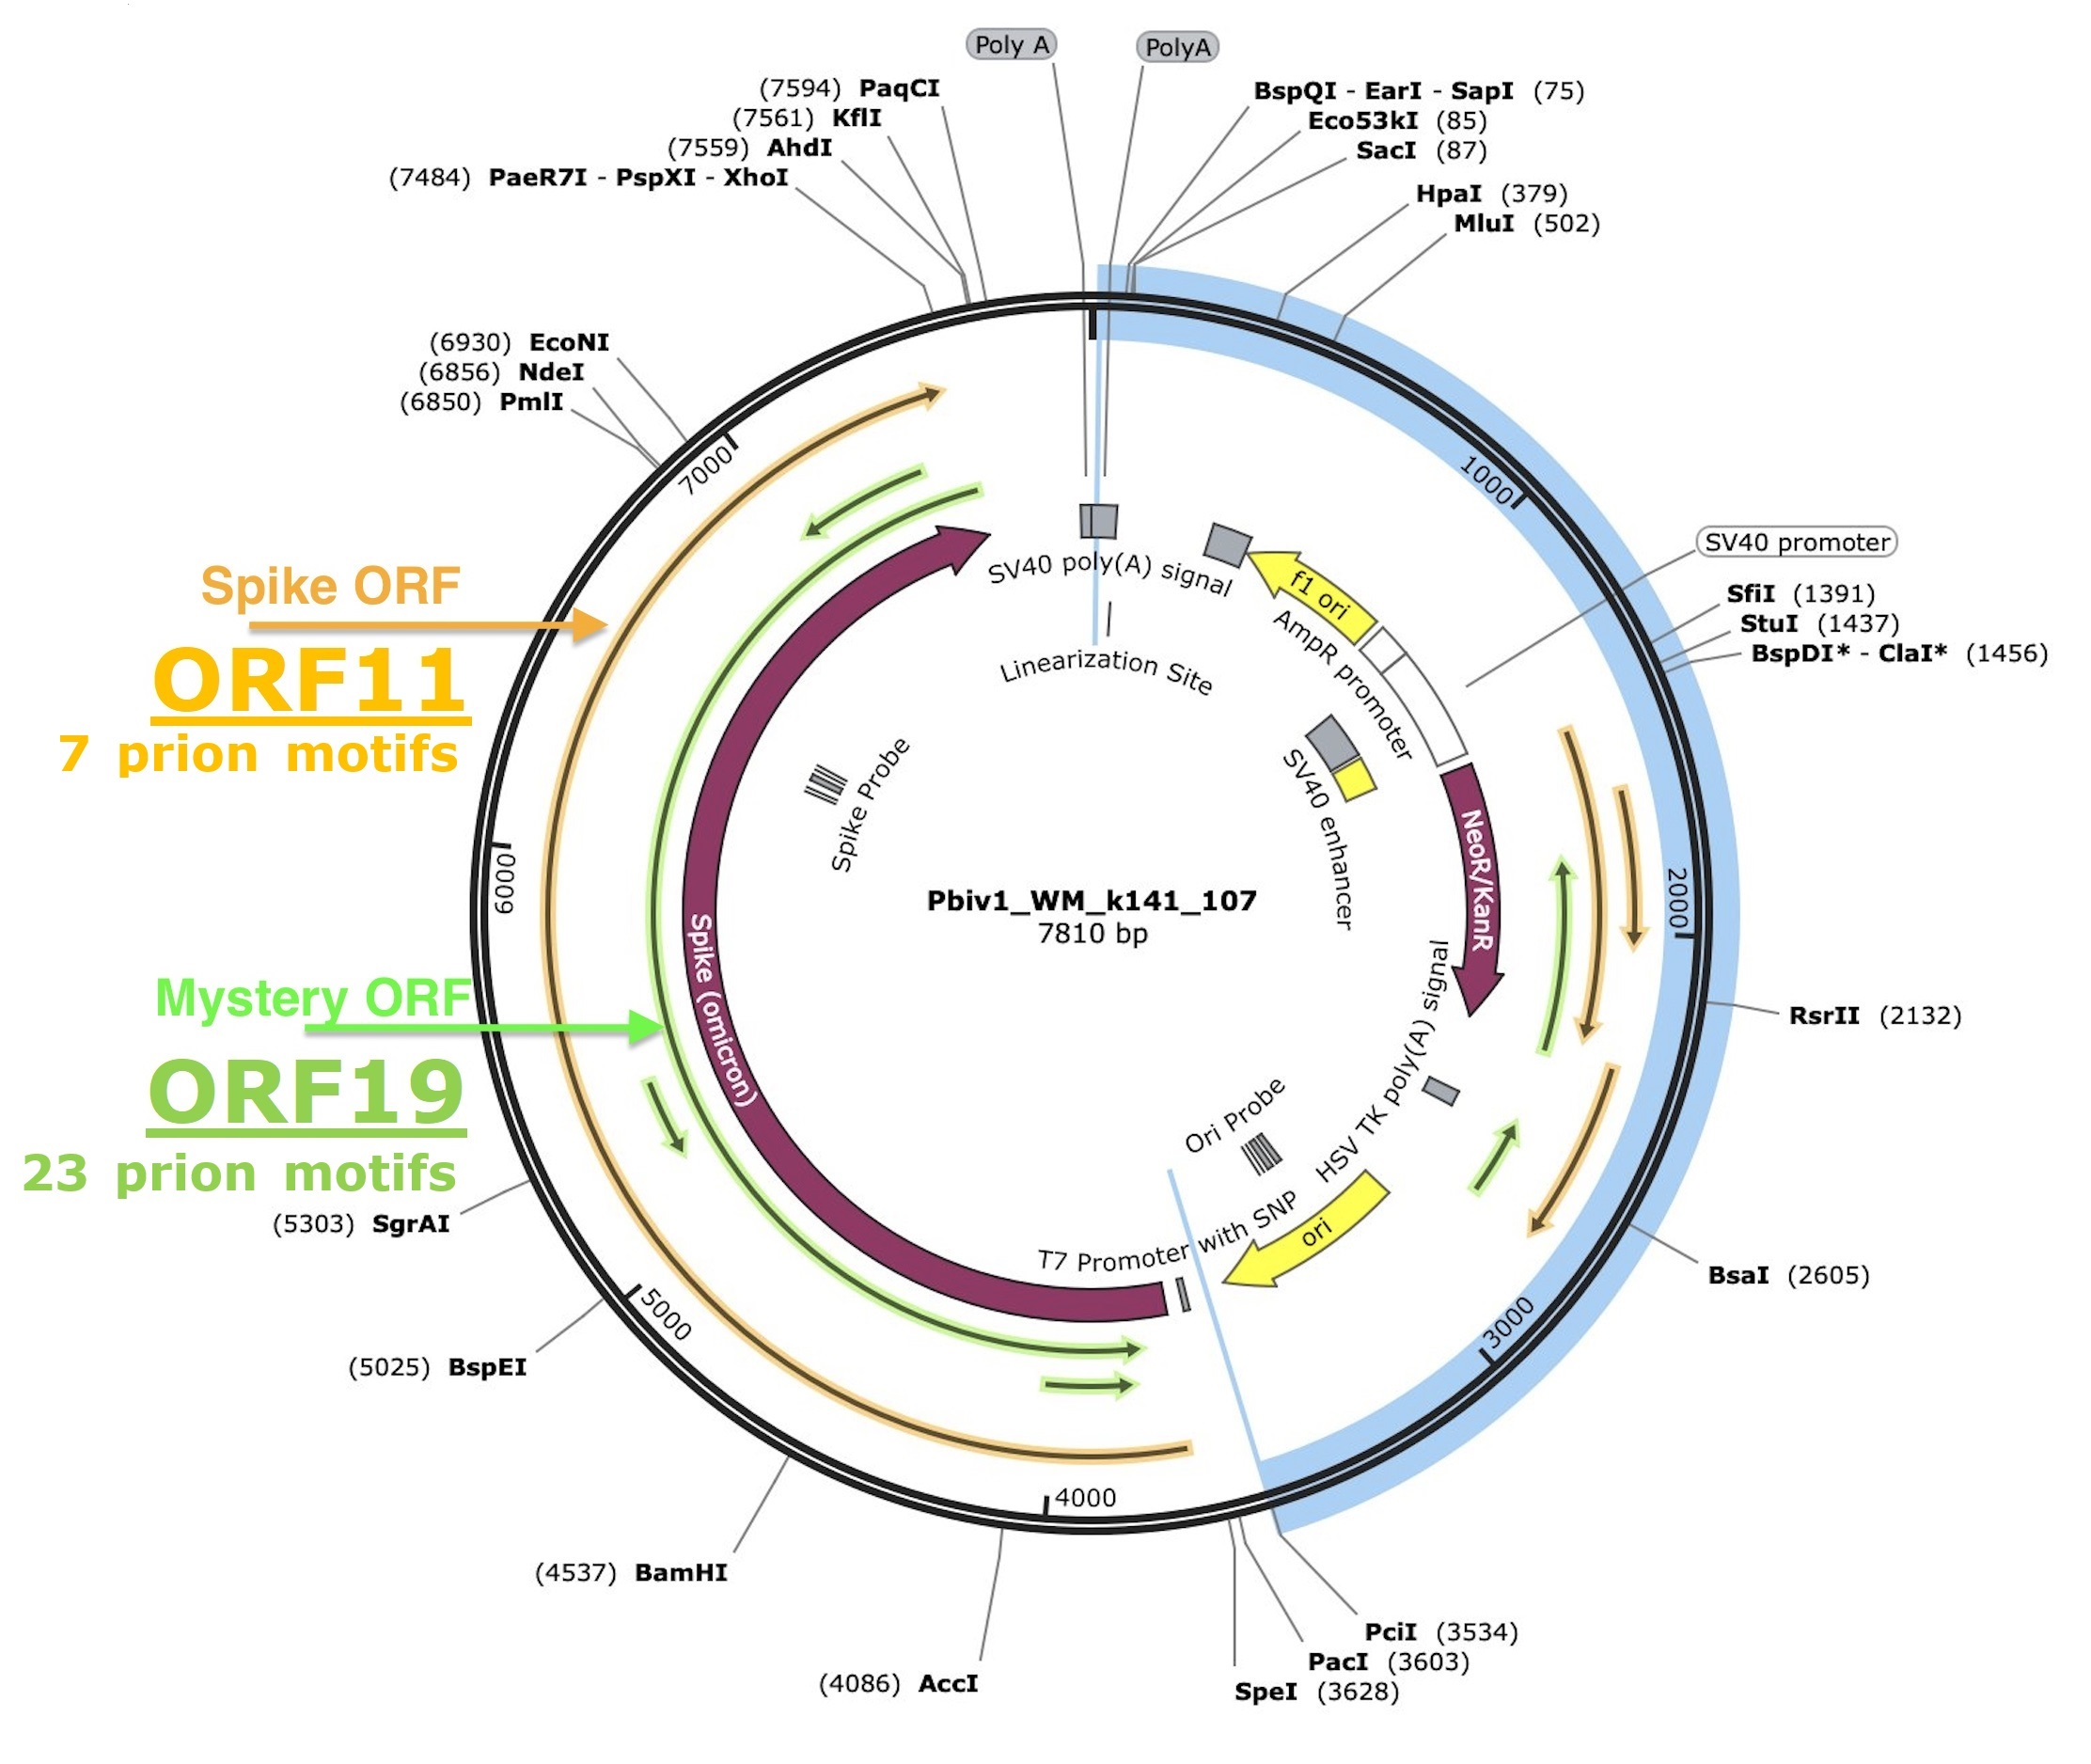 Poly A
PolyA
(7594) PaqCI
(7561) KflI
(7559) AhdI
(7484) PaeR7I - PspXI - XhoI
BspQI - EarI - SapI (75)
Eco53kI (85)
SacI (87)
HpaI (379)
MluI (502)
(6930) EcoNI
(6856) NdeI
(6850) PmlI
7000
1000
SV40 promoter
SfiI (1391)
StuI (1437)
BspDI* - ClaI* (1456)
SV40 poly(A) signal
f1 ori
AmpR promoter
Linearization Site
Spike ORF
ORF11
7 prion motifs
Spike Probe
SV40 enhancer
NeoR/KanR
2000
6000
Pbiv1_WM_k141_107
7810 bp
Spike (omicron)
Mystery ORF
ORF19
23 prion motifs
RsrII (2132)
HSV TK poly(A) signal
Ori Probe
T7 Promoter with SNP
ori
(5303) SgrAI
BsaI (2605)
5000
3000
(5025) BspEI
4000
(4537) BamHI
(4086) AccI
PciI (3534)
PacI (3603)
SpeI (3628)